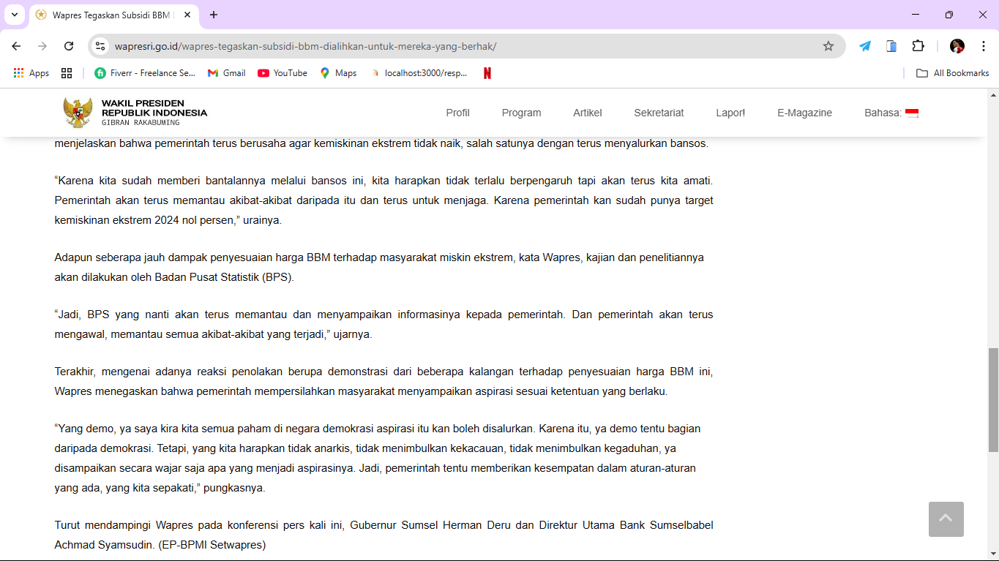 Wapres Tegaskan Subsidi BBM
wapresri.go.id/wapres-tegaskan-subsidi-bbm-dialihkan-untuk-mereka-yang-berhak/
Apps
Fiverr - Freelance Se...
Gmail
YouTube
Maps
localhost:3000/resp...
All Bookmarks
WAKIL PRESIDEN
REPUBLIK INDONESIA
GIBRAN RAKABUMING
Profil
Program
Artikel
Sekretariat
Lapor!
E-Magazine
Bahasa:
menjelaskan bahwa pemerintah terus berusaha agar kemiskinan ekstrem tidak naik, salah satunya dengan terus menyalurkan bansos.
“Karena kita sudah memberi bantalannya melalui bansos ini, kita harapkan tidak terlalu berpengaruh tapi akan terus kita amati.
Pemerintah akan terus memantau akibat-akibat daripada itu dan terus untuk menjaga. Karena pemerintah kan sudah punya target
kemiskinan ekstrem 2024 nol persen,” urainya.
Adapun seberapa jauh dampak penyesuaian harga BBM terhadap masyarakat miskin ekstrem, kata Wapres, kajian dan penelitiannya
akan dilakukan oleh Badan Pusat Statistik (BPS).
“Jadi, BPS yang nanti akan terus memantau dan menyampaikan informasinya kepada pemerintah. Dan pemerintah akan terus
mengawal, memantau semua akibat-akibat yang terjadi,” ujarnya.
Terakhir, mengenai adanya reaksi penolakan berupa demonstrasi dari beberapa kalangan terhadap penyesuaian harga BBM ini,
Wapres menegaskan bahwa pemerintah mempersilahkan masyarakat menyampaikan aspirasi sesuai ketentuan yang berlaku.
“Yang demo, ya saya kira kita semua paham di negara demokrasi aspirasi itu kan boleh disalurkan. Karena itu, ya demo tentu bagian
daripada demokrasi. Tetapi, yang kita harapkan tidak anarkis, tidak menimbulkan kekacauan, tidak menimbulkan kegaduhan, ya
disampaikan secara wajar saja apa yang menjadi aspirasinya. Jadi, pemerintah tentu memberikan kesempatan dalam aturan-aturan
yang ada, yang kita sepakati,” pungkasnya.
Turut mendampingi Wapres pada konferensi pers kali ini, Gubernur Sumsel Herman Deru dan Direktur Utama Bank Sumselbabel
Achmad Syamsudin. (EP-BPMI Setwapres)